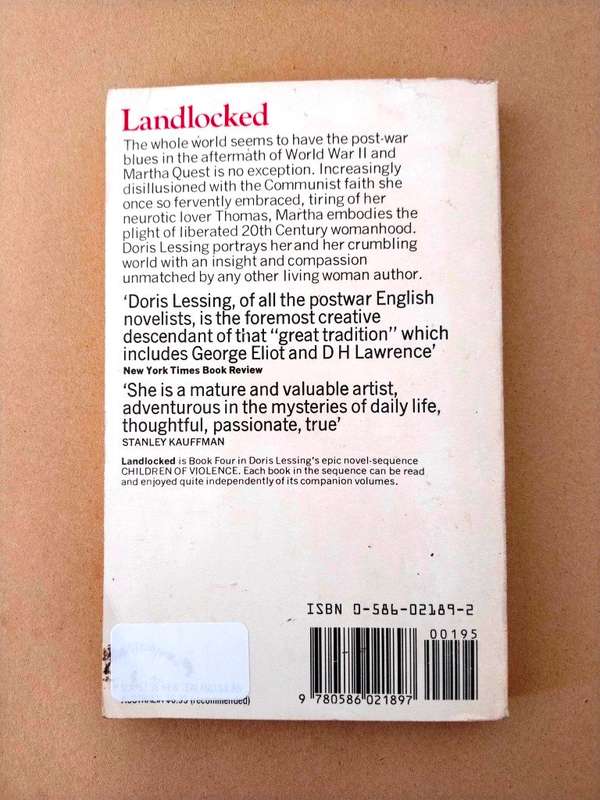 Landlocked
The whole world seems to have the post-war
blues in the aftermath of World War II and
Martha Quest is no exception. Increasingly
disillusioned with the Communist faith she
once so fervently embraced, tiring of her
neurotic lover Thomas, Martha embodies the
plight of liberated 20th Century womanhood.
Doris Lessing portrays her and her crumbling
world with an insight and compassion
unmatched by any other living woman author.
'Doris Lessing, of all the postwar English
novelists, is the foremost creative
descendant of that "great tradition" which
includes George Eliot and D H Lawrence'
New York Times Book Review
'She is a mature and valuable artist,
adventurous in the mysteries of daily life,
thoughtful, passionate, true'
STANLEY KAUFFMAN
Landlocked is Book Four in Doris Lessing's epic novel-sequence
CHILDREN OF VIOLENCE. Each book in the sequence can be read
and enjoyed quite independently of its companion volumes.
ISBN 0-586-02189-2
00195
9 780586 021897
(recommended)